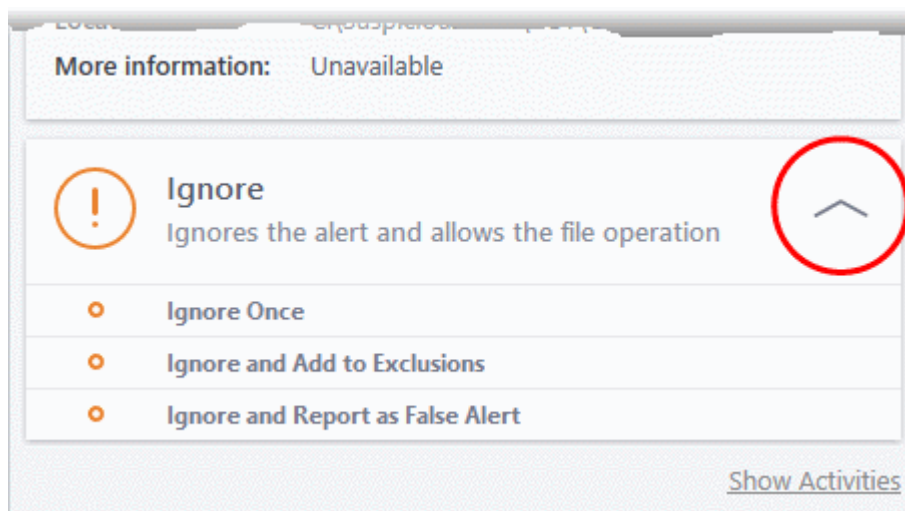 More information: Unavailable
Ignore
Ignores the alert and allows the file operation
Ignore Once
Ignore and Add to Exclusions
Ignore and Report as False Alert
Show Activities